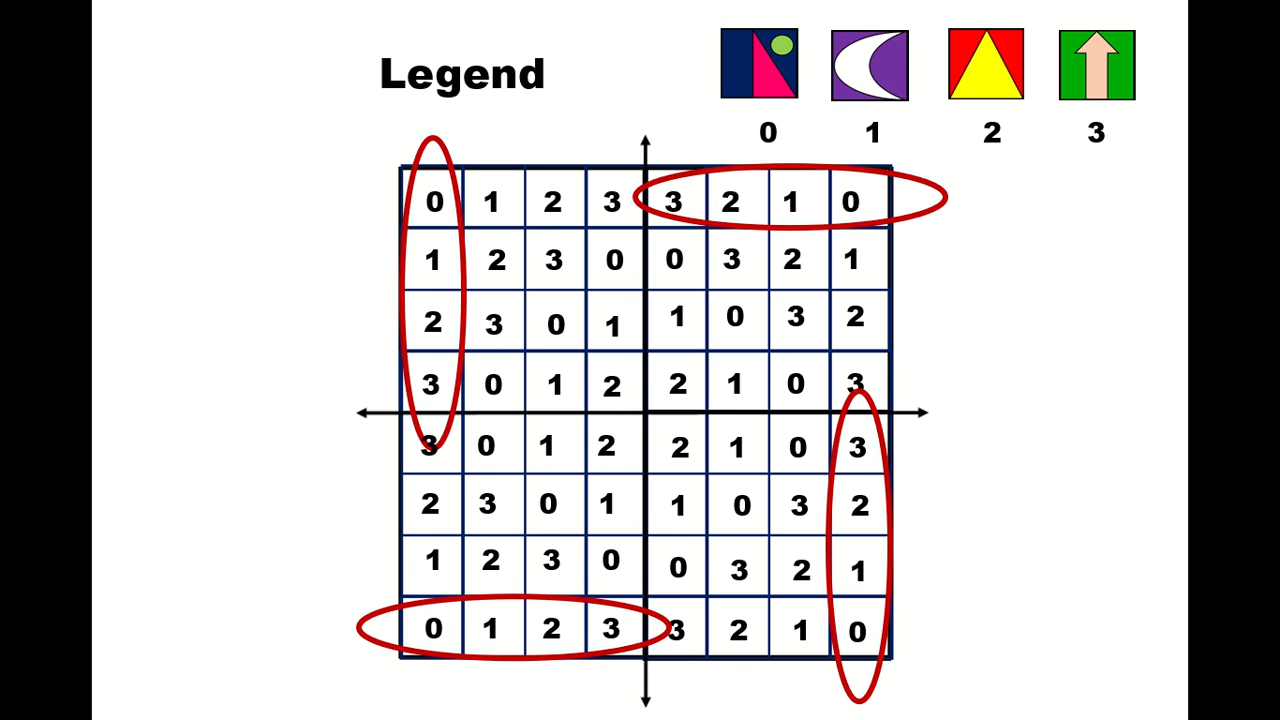 Legend
0 1 2 3
0 1 2 3 3 2 1 0
1 2 3 0 0 3 2 1
2 3 0 1 1 0 3 2
3 0 1 2 2 1 0 3
3 0 1 2 2 1 0 3
2 3 0 1 1 0 3 2
1 2 3 0 0 3 2 1
0 1 2 3 3 2 1 0